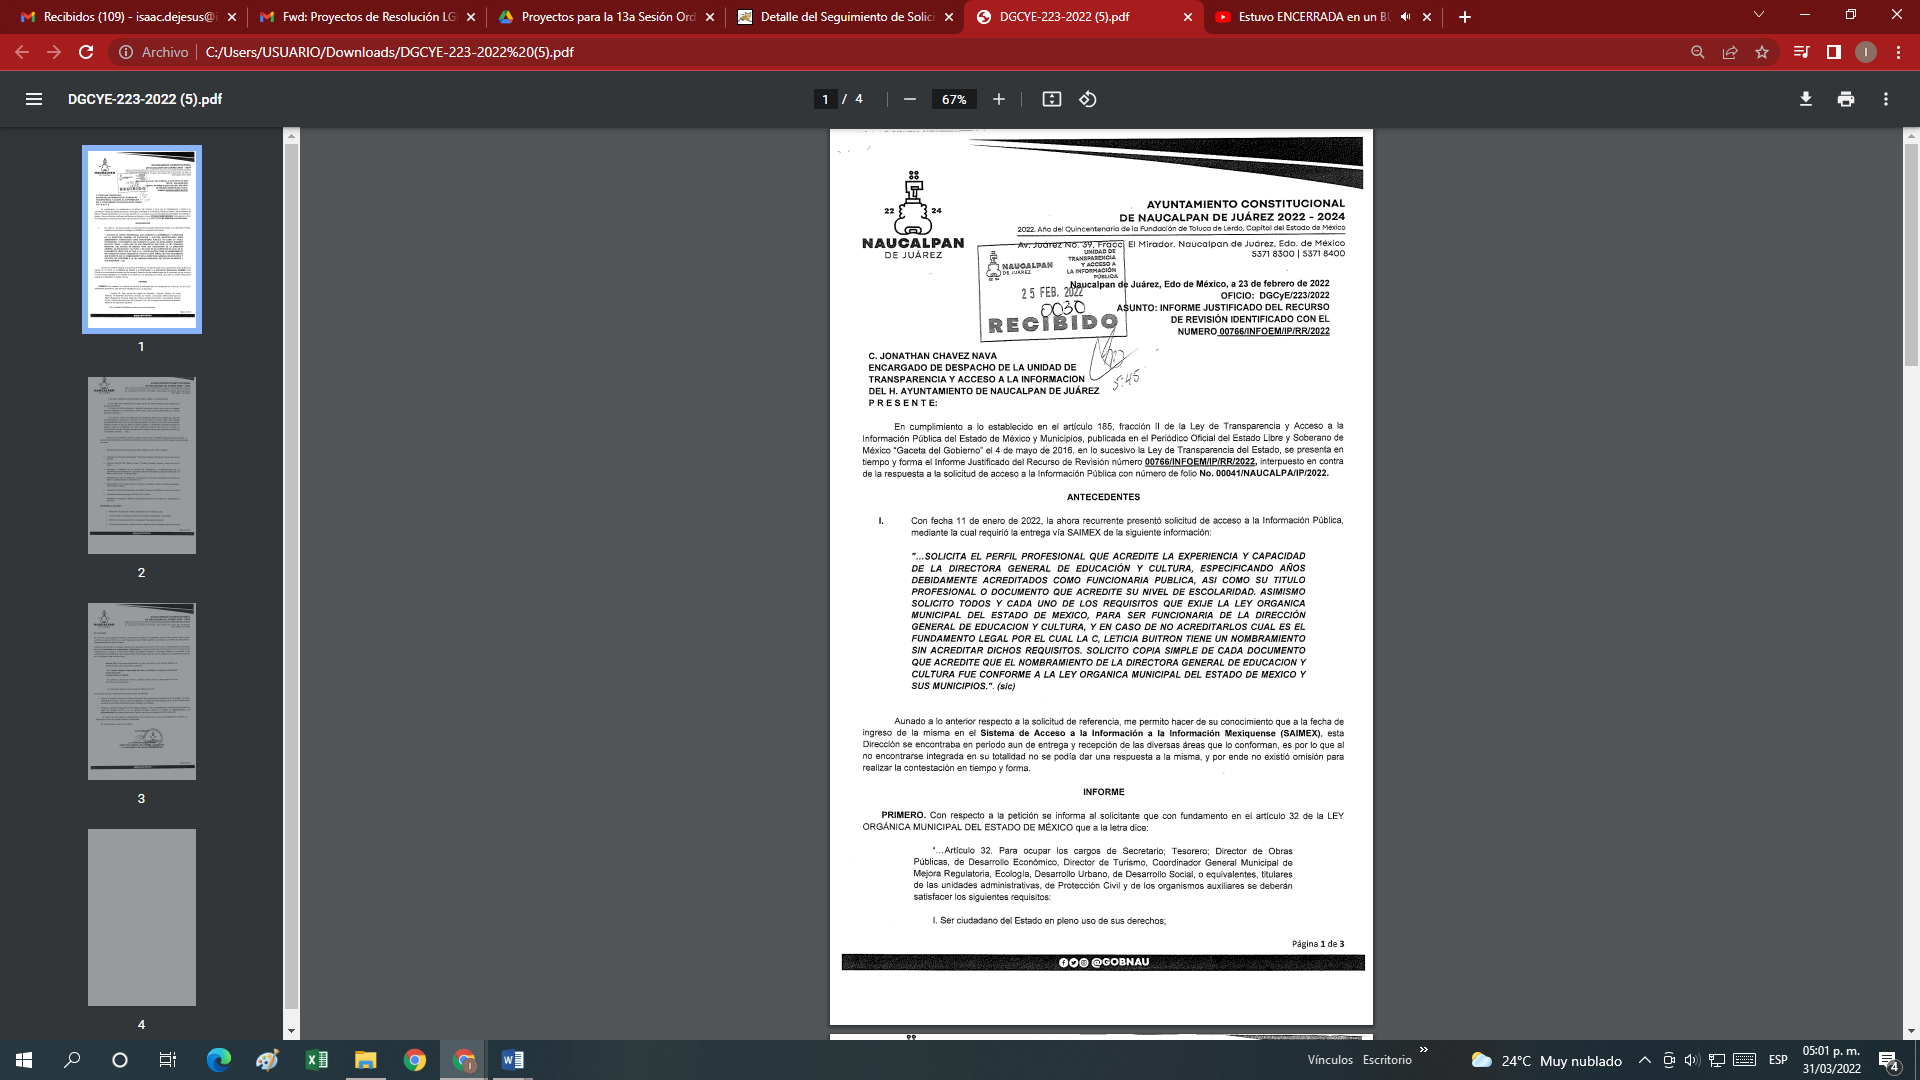 Recibidos (109) - isaac.dejesus@i
Fwd: Proyectos de Resolución LG
Proyectos para la 13a Sesión Ord
Detalle del Seguimiento de Solici
DGCYE-223-2022 (5).pdf
Estuvo ENCERRADA en un BÚ
Archivo
C:/Users/USUARIO/Downloads/DGCYE-223-2022%20(5).pdf
I
DGCYE-223-2022 (5).pdf
1 / 4
67%
1
2
3
4
22 24
NAUCALPAN
DE JUÁREZ
AYUNTAMIENTO CONSTITUCIONAL
DE NAUCALPAN DE JUÁREZ 2022 - 2024
2022. Año del Quincentenario de la Fundación de Toluca de Lerdo, Capital del Estado de México
Av. Juárez No. 39, Fracc. El Mirador. Naucalpan de Juárez, Edo. de México
5371 8300 | 5371 8400
NAUCALPAN
DE JUÁREZ
UNIDAD DE
TRANSPARENCIA
Y ACCESO A
LA INFORMACIÓN
PÚBLICA
25 FEB. 2022
0030
RECIBIDO
5:45
Naucalpan de Juárez, Edo de México, a 23 de febrero de 2022
OFICIO: DGCyE/223/2022
ASUNTO: INFORME JUSTIFICADO DEL RECURSO
DE REVISIÓN IDENTIFICADO CON EL
NUMERO 00766/INFOEM/IP/RR/2022
C. JONATHAN CHAVEZ NAVA
ENCARGADO DE DESPACHO DE LA UNIDAD DE
TRANSPARENCIA Y ACCESO A LA INFORMACION
DEL H. AYUNTAMIENTO DE NAUCALPAN DE JUÁREZ
P R E S E N T E:
En cumplimiento a lo establecido en el artículo 185, fracción II de la Ley de Transparencia y Acceso a la
Información Pública del Estado de México y Municipios, publicada en el Periódico Oficial del Estado Libre y Soberano de
México "Gaceta del Gobierno" el 4 de mayo de 2016, en lo sucesivo la Ley de Transparencia del Estado, se presenta en
tiempo y forma el Informe Justificado del Recurso de Revisión número 00766/INFOEM/IP/RR/2022, interpuesto en contra
de la respuesta a la solicitud de acceso a la Información Pública con número de folio No. 00041/NAUCALPA/IP/2022.
ANTECEDENTES
I. Con fecha 11 de enero de 2022, la ahora recurrente presentó solicitud de acceso a la Información Pública,
mediante la cual requirió la entrega vía SAIMEX de la siguiente información:
"...SOLICITA EL PERFIL PROFESIONAL QUE ACREDITE LA EXPERIENCIA Y CAPACIDAD
DE LA DIRECTORA GENERAL DE EDUCACIÓN Y CULTURA, ESPECIFICANDO AÑOS
DEBIDAMENTE ACREDITADOS COMO FUNCIONARIA PUBLICA, ASI COMO SU TITULO
PROFESIONAL O DOCUMENTO QUE ACREDITE SU NIVEL DE ESCOLARIDAD. ASIMISMO
SOLICITO TODOS Y CADA UNO DE LOS REQUISITOS QUE EXIJE LA LEY ORGANICA
MUNICIPAL DEL ESTADO DE MEXICO, PARA SER FUNCIONARIA DE LA DIRECCIÓN
GENERAL DE EDUCACION Y CULTURA, Y EN CASO DE NO ACREDITARLOS CUAL ES EL
FUNDAMENTO LEGAL POR EL CUAL LA C, LETICIA BUITRON TIENE UN NOMBRAMIENTO
SIN ACREDITAR DICHOS REQUISITOS. SOLICITO COPIA SIMPLE DE CADA DOCUMENTO
QUE ACREDITE QUE EL NOMBRAMIENTO DE LA DIRECTORA GENERAL DE EDUCACION Y
CULTURA FUE CONFORME A LA LEY ORGANICA MUNICIPAL DEL ESTADO DE MEXICO Y
SUS MUNICIPIOS.". (sic)
Aunado a lo anterior respecto a la solicitud de referencia, me permito hacer de su conocimiento que a la fecha de
ingreso de la misma en el Sistema de Acceso a la Información a la Información Mexiquense (SAIMEX), esta
Dirección se encontraba en periodo aun de entrega y recepción de las diversas áreas que lo conforman, es por lo que al
no encontrarse integrada en su totalidad no se podía dar una respuesta a la misma, y por ende no existió omisión para
realizar la contestación en tiempo y forma.
INFORME
PRIMERO. Con respecto a la petición se informa al solicitante que con fundamento en el artículo 32 de la LEY
ORGÁNICA MUNICIPAL DEL ESTADO DE MÉXICO que a la letra dice:
"...Artículo 32. Para ocupar los cargos de Secretario; Tesorero; Director de Obras
Públicas, de Desarrollo Económico, Director de Turismo, Coordinador General Municipal de
Mejora Regulatoria, Ecología, Desarrollo Urbano, de Desarrollo Social, o equivalentes, titulares
de las unidades administrativas, de Protección Civil y de los organismos auxiliares se deberán
satisfacer los siguientes requisitos:
I. Ser ciudadano del Estado en pleno uso de sus derechos;
Página 1 de 3
@GOBNAU
Vínculos Escritorio
24°C Muy nublado
ESP
05:01 p. m.
31/03/2022
4